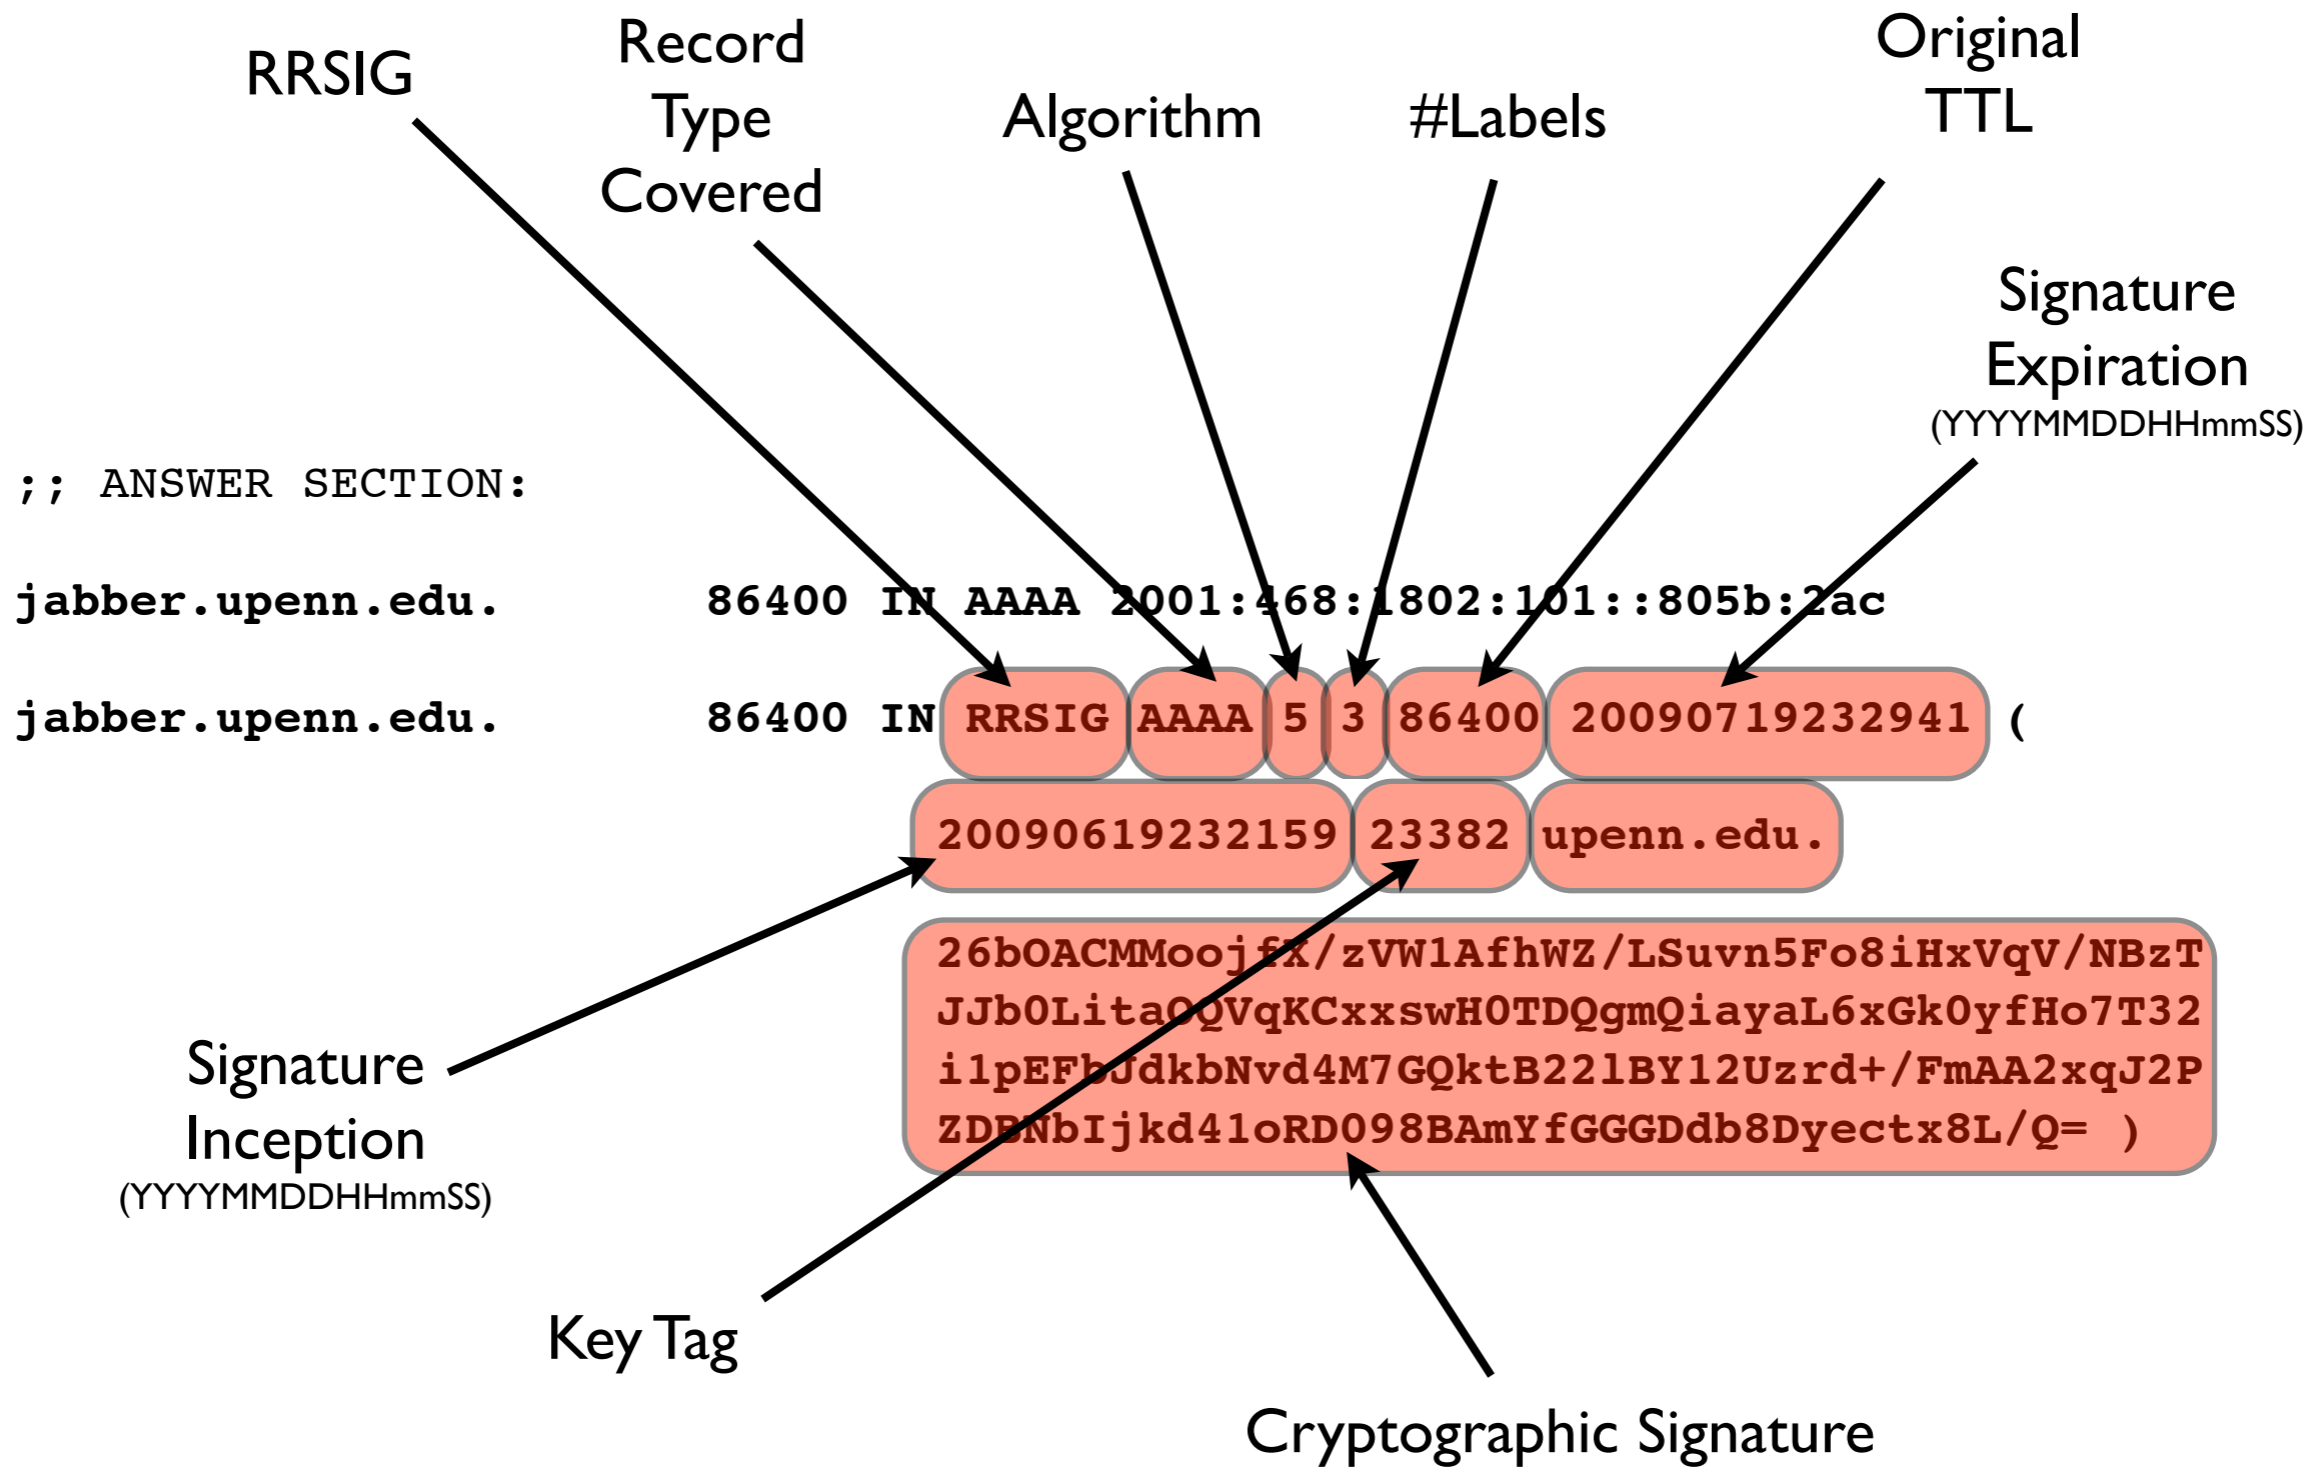 RRSIG
Record
Type
Covered
Algorithm
#Labels
Original
TTL
Signature
Expiration
(YYYYMMDDHHmmSS)
;; ANSWER SECTION:
jabber.upenn.edu. 86400 IN AAAA 2001:468:1802:101::805b:2ac
jabber.upenn.edu. 86400 IN RRSIG AAAA 5 3 86400 20090719232941 (
20090619232159 23382 upenn.edu.
26bOACMMoojfX/zVW1AfhWZ/LSuvn5Fo8iHxVqV/NBzT
JJb0LitaOQVqKCxxswH0TDQgmQiayaL6xGk0yfHo7T32
i1pEFbJdkbNvd4M7GQktB22lBY12Uzrd+/FmAA2xqJ2P
ZDBNbIjkd41oRD098BAmYfGGGDdb8Dyectx8L/Q= )
Signature
Inception
(YYYYMMDDHHmmSS)
Key Tag
Cryptographic Signature